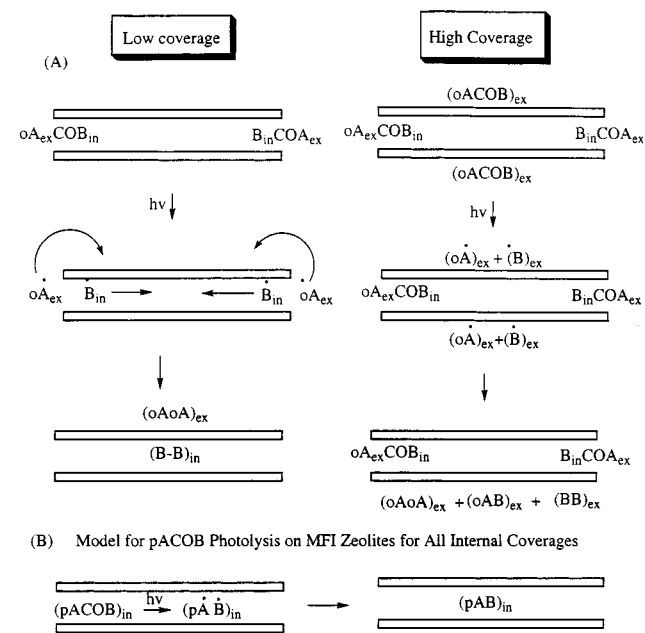 Low coverage
High Coverage
(A)
(oACOB)ex
oAexCOBin BinCOAex
oAexCOBin BinCOAex
(oACOB)ex
hν
hν
(oȦ)ex + (Ḃ)ex
oȦex Ḃin Ḃin ȯAex
oAexCOBin BinCOAex
(oȦ)ex+(Ḃ)ex
(oAoA)ex
(B-B)in
oAexCOBin BinCOAex
(oAoA)ex + (oAB)ex + (BB)ex
(B) Model for pACOB Photolysis on MFI Zeolites for All Internal Coverages
(pACOB)in hν (pȦ Ḃ)in
(pAB)in